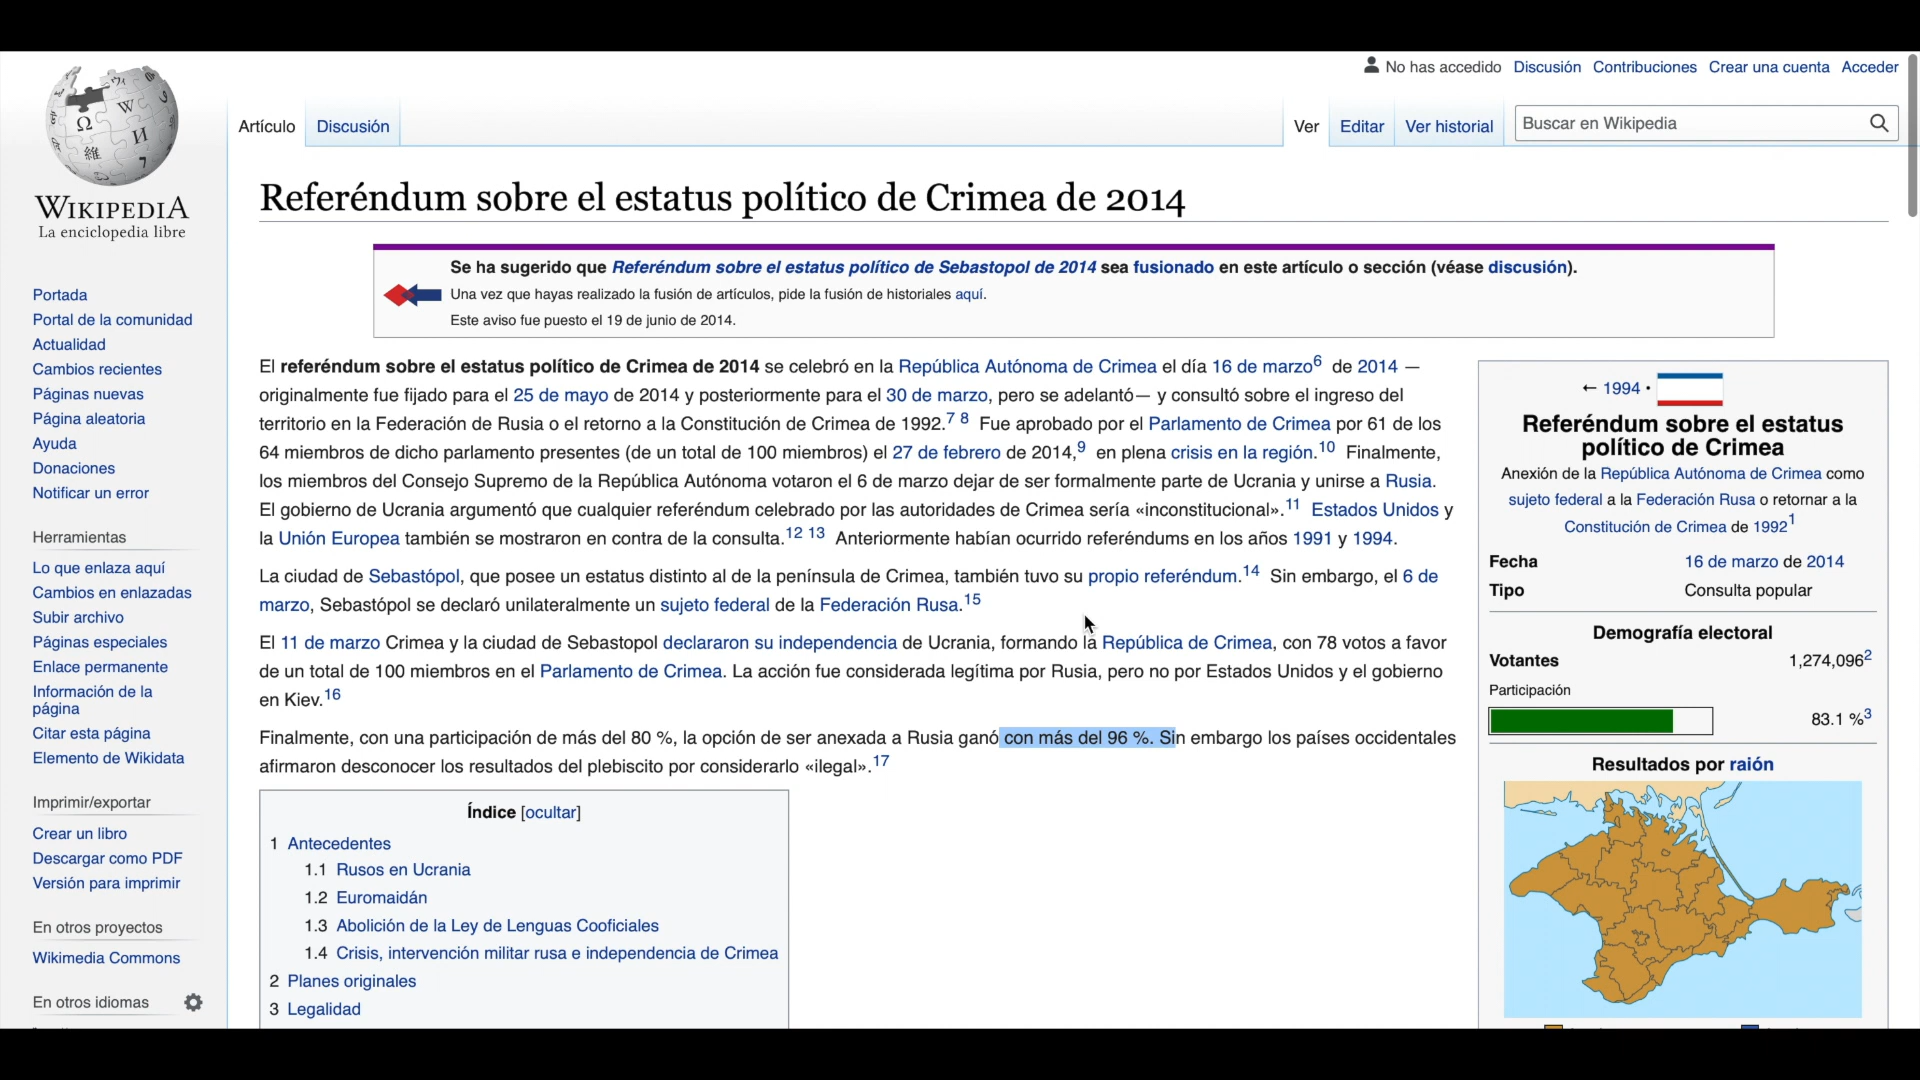 No has accedido Discusión Contribuciones Crear una cuenta Acceder
Artículo Discusión Ver Editar Ver historial Buscar en Wikipedia
WIKIPEDIA
La enciclopedia libre
Portada
Portal de la comunidad
Actualidad
Cambios recientes
Páginas nuevas
Página aleatoria
Ayuda
Donaciones
Notificar un error
Herramientas
Lo que enlaza aquí
Cambios en enlazadas
Subir archivo
Páginas especiales
Enlace permanente
Información de la
página
Citar esta página
Elemento de Wikidata
Imprimir/exportar
Crear un libro
Descargar como PDF
Versión para imprimir
En otros proyectos
Wikimedia Commons
En otros idiomas
Referéndum sobre el estatus político de Crimea de 2014
Se ha sugerido que Referéndum sobre el estatus político de Sebastopol de 2014 sea fusionado en este artículo o sección (véase discusión).
Una vez que hayas realizado la fusión de artículos, pide la fusión de historiales aquí.
Este aviso fue puesto el 19 de junio de 2014.
El referéndum sobre el estatus político de Crimea de 2014 se celebró en la República Autónoma de Crimea el día 16 de marzo6 de 2014 —
originalmente fue fijado para el 25 de mayo de 2014 y posteriormente para el 30 de marzo, pero se adelantó— y consultó sobre el ingreso del
territorio en la Federación de Rusia o el retorno a la Constitución de Crimea de 1992.7 8 Fue aprobado por el Parlamento de Crimea por 61 de los
64 miembros de dicho parlamento presentes (de un total de 100 miembros) el 27 de febrero de 2014,9 en plena crisis en la región.10 Finalmente,
los miembros del Consejo Supremo de la República Autónoma votaron el 6 de marzo dejar de ser formalmente parte de Ucrania y unirse a Rusia.
El gobierno de Ucrania argumentó que cualquier referéndum celebrado por las autoridades de Crimea sería «inconstitucional».11 Estados Unidos y
la Unión Europea también se mostraron en contra de la consulta.12 13 Anteriormente habían ocurrido referéndums en los años 1991 y 1994.
La ciudad de Sebastópol, que posee un estatus distinto al de la península de Crimea, también tuvo su propio referéndum.14 Sin embargo, el 6 de
marzo, Sebastópol se declaró unilateralmente un sujeto federal de la Federación Rusa.15
El 11 de marzo Crimea y la ciudad de Sebastopol declararon su independencia de Ucrania, formando la República de Crimea, con 78 votos a favor
de un total de 100 miembros en el Parlamento de Crimea. La acción fue considerada legítima por Rusia, pero no por Estados Unidos y el gobierno
en Kiev.16
Finalmente, con una participación de más del 80 %, la opción de ser anexada a Rusia ganó con más del 96 %. Sin embargo los países occidentales
afirmaron desconocer los resultados del plebiscito por considerarlo «ilegal».17
Índice [ocultar]
1 Antecedentes
1.1 Rusos en Ucrania
1.2 Euromaidán
1.3 Abolición de la Ley de Lenguas Cooficiales
1.4 Crisis, intervención militar rusa e independencia de Crimea
2 Planes originales
3 Legalidad
← 1994 •
Referéndum sobre el estatus
político de Crimea
Anexión de la República Autónoma de Crimea como
sujeto federal a la Federación Rusa o retornar a la
Constitución de Crimea de 19921
Fecha 16 de marzo de 2014
Tipo Consulta popular
Demografía electoral
Votantes 1,274,0962
Participación
83.1 %3
Resultados por raión